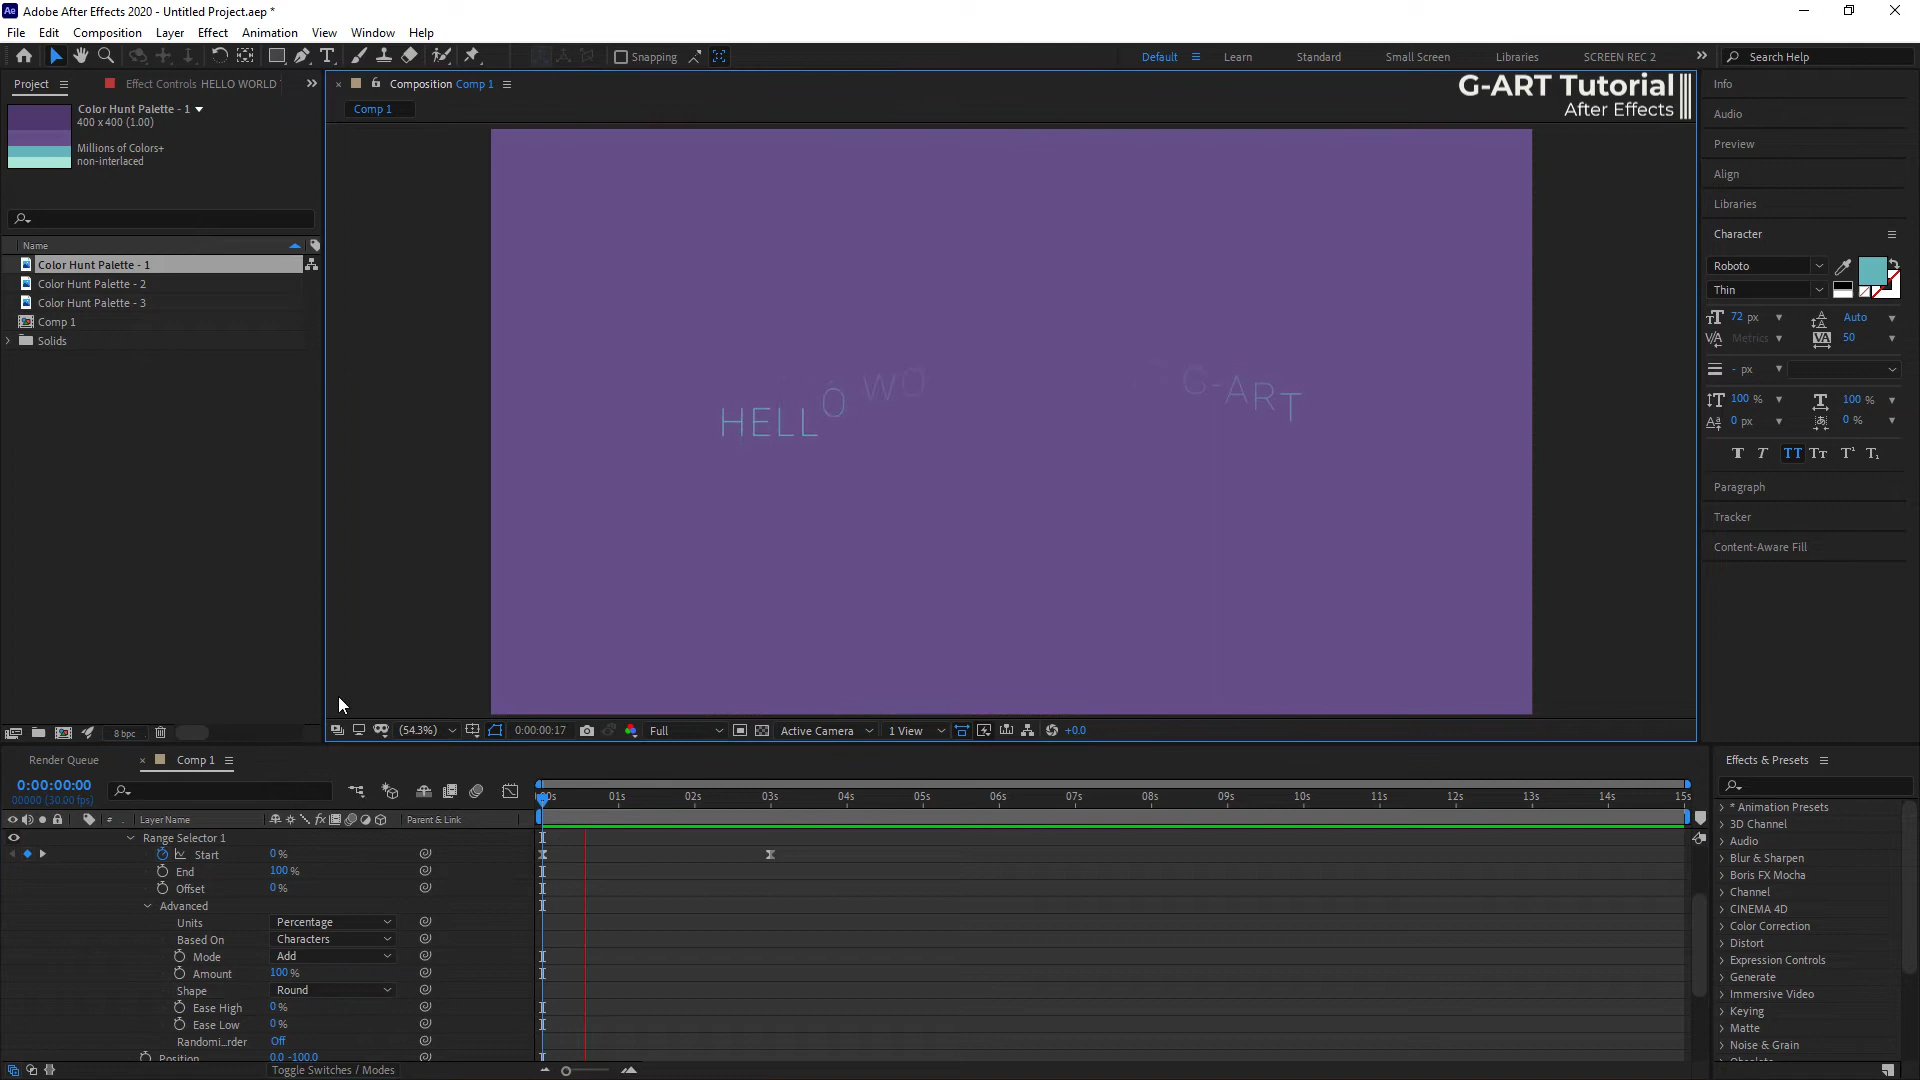 Adobe After Effects 2020 - Untitled Project.aep *
File Edit Composition Layer Effect Animation View Window Help
Snapping
Default Learn Standard Small Screen Libraries SCREEN REC 2 Search Help
Project Effect Controls HELLO WORLD
Composition Comp 1
Comp 1
G-ART Tutorial
After Effects
Color Hunt Palette - 1
400 x 400 (1.00)
Millions of Colors+
non-interlaced
Name
Color Hunt Palette - 1
Color Hunt Palette - 2
Color Hunt Palette - 3
Comp 1
Solids
8 bpc
HELLO WO G-ART
(54.3%) 0:00:00:17 Full Active Camera 1 View +0.0
Info
Audio
Preview
Align
Libraries
Character
Roboto
Thin
72 px Auto
Metrics 50
- px
100 % 100 %
0 px 0 %
Paragraph
Tracker
Content-Aware Fill
Render Queue Comp 1
0:00:00:00
00000 (30.00 fps)
# Layer Name Parent & Link
Range Selector 1
Start 0 %
End 100 %
Offset 0 %
Advanced
Units Percentage
Based On Characters
Mode Add
Amount 100 %
Shape Round
Ease High 0 %
Ease Low 0 %
Randomi...rder Off
Position 0.0 -100.0
Toggle Switches / Modes
00s 01s 02s 03s 04s 05s 06s 07s 08s 09s 10s 11s 12s 13s 14s 15s
Effects & Presets
* Animation Presets
3D Channel
Audio
Blur & Sharpen
Boris FX Mocha
Channel
CINEMA 4D
Color Correction
Distort
Expression Controls
Generate
Immersive Video
Keying
Matte
Noise & Grain